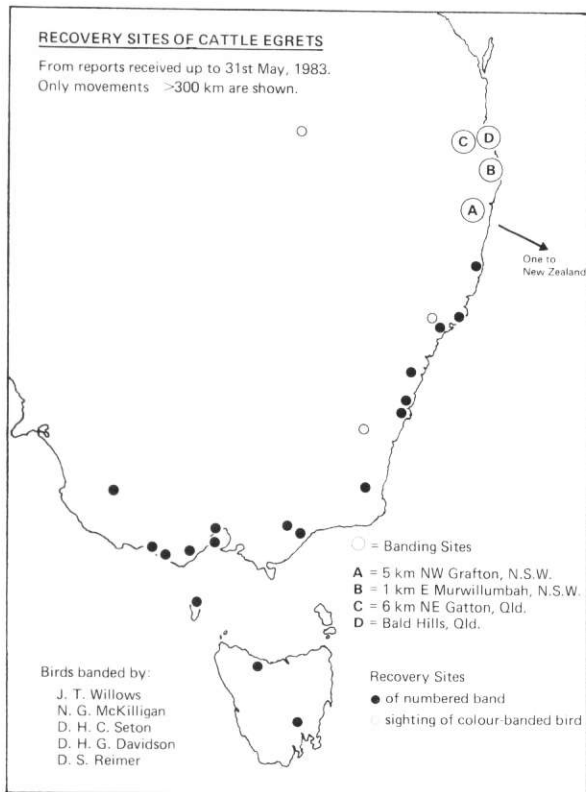 RECOVERY SITES OF CATTLE EGRETS
From reports received up to 31st May, 1983.
Only movements >300 km are shown.
C
D
B
A
One to
New Zealand
= Banding Sites
A = 5 km NW Grafton, N.S.W.
B = 1 km E Murwillumbah, N.S.W.
C = 6 km NE Gatton, Qld.
D = Bald Hills, Qld.
Birds banded by:
J. T. Willows
N. G. McKilligan
D. H. C. Seton
D. H. G. Davidson
D. S. Reimer
Recovery Sites
of numbered band
sighting of colour-banded bird